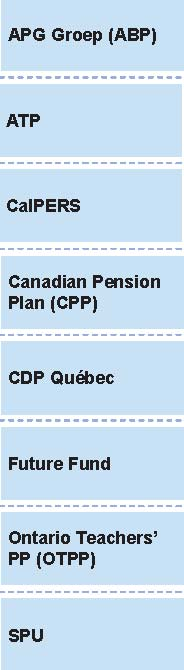 APG Groep (ABP)
ATP
CalPERS
Canadian Pension
Plan (CPP)
CDP Québec
Future Fund
Ontario Teachers'
PP (OTPP)
SPU